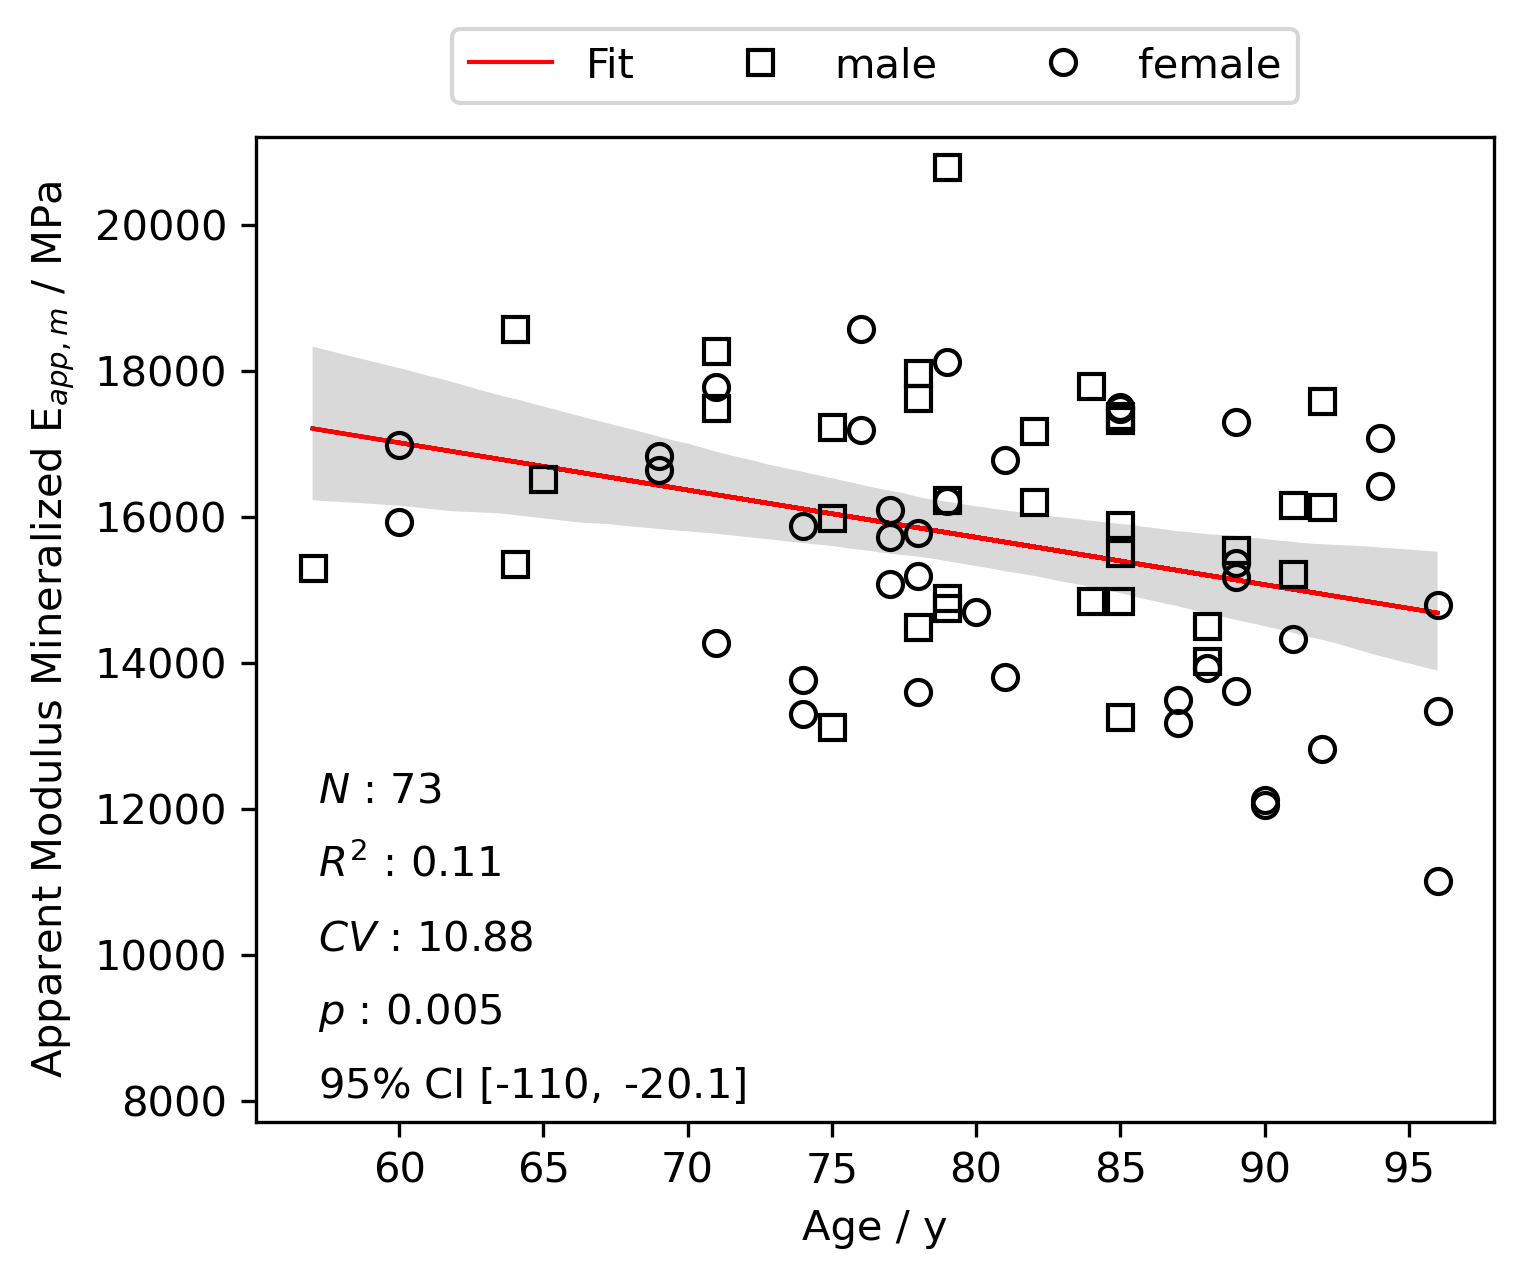 Fit male female
Apparent Modulus Mineralized E_app,m / MPa
20000
18000
16000
14000
12000
10000
8000
N : 73
R² : 0.11
CV : 10.88
p : 0.005
95% CI [-110, -20.1]
60 65 70 75 80 85 90 95
Age / y